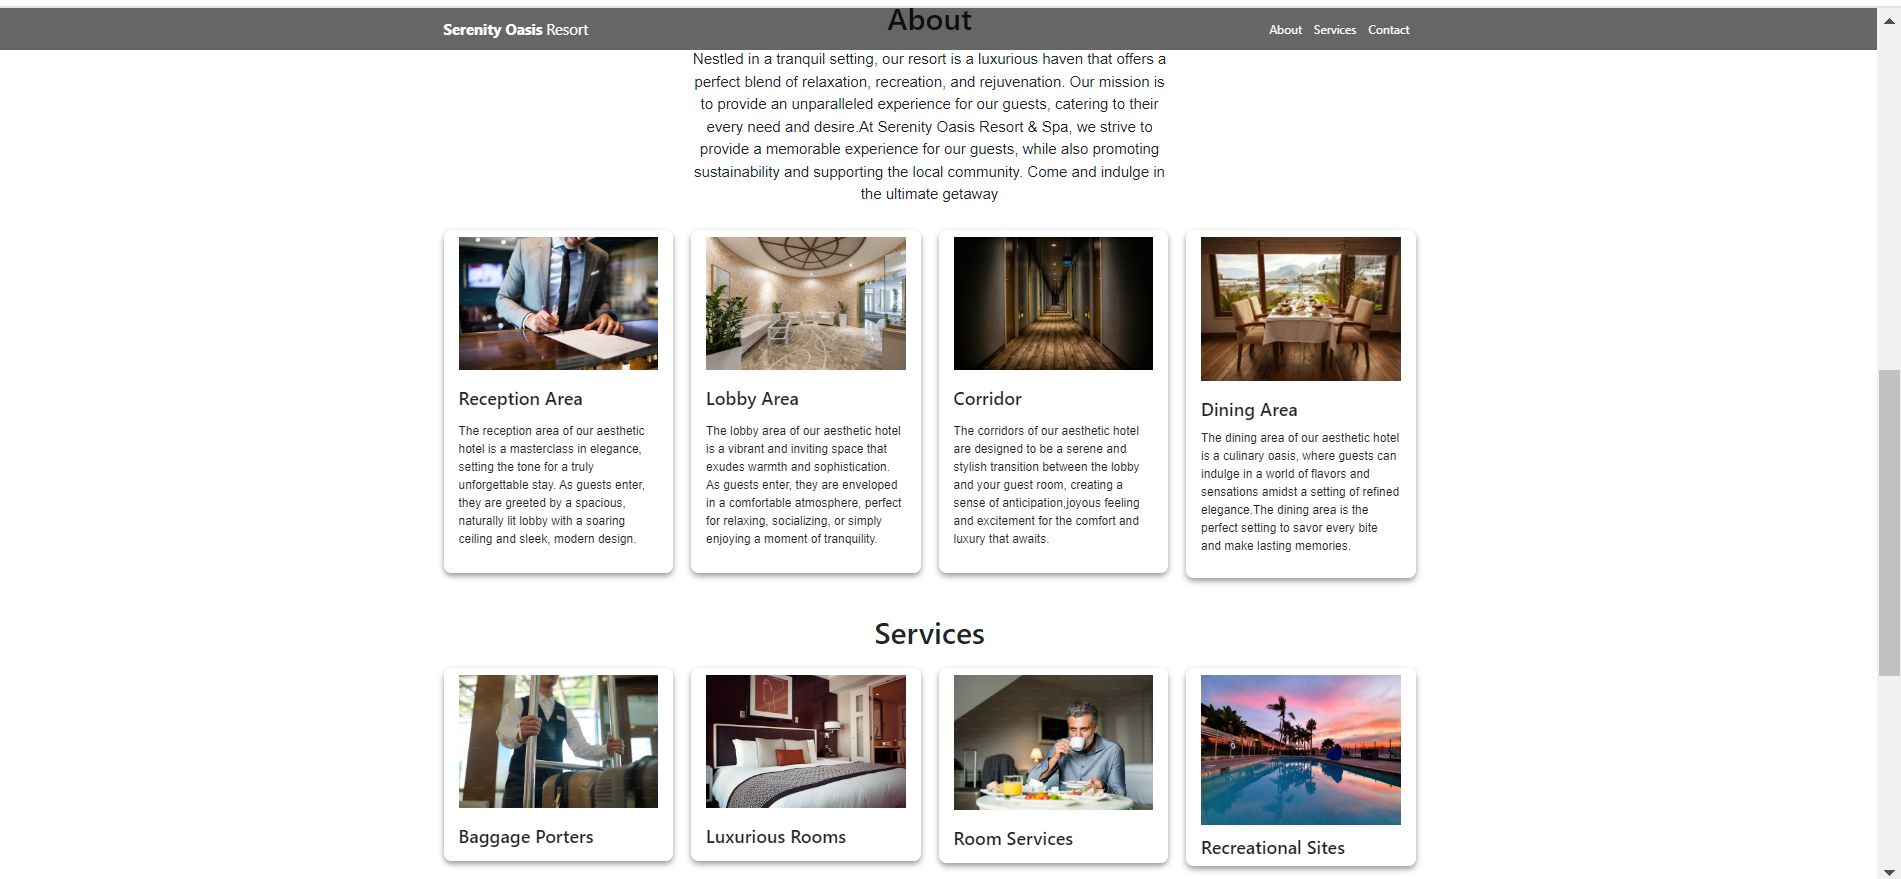 Serenity Oasis Resort
About
About Services Contact
Nestled in a tranquil setting, our resort is a luxurious haven that offers a
perfect blend of relaxation, recreation, and rejuvenation. Our mission is
to provide an unparalleled experience for our guests, catering to their
every need and desire.At Serenity Oasis Resort & Spa, we strive to
provide a memorable experience for our guests, while also promoting
sustainability and supporting the local community. Come and indulge in
the ultimate getaway
Reception Area
The reception area of our aesthetic
hotel is a masterclass in elegance,
setting the tone for a truly
unforgettable stay. As guests enter,
they are greeted by a spacious,
naturally lit lobby with a soaring
ceiling and sleek, modern design.
Lobby Area
The lobby area of our aesthetic hotel
is a vibrant and inviting space that
exudes warmth and sophistication.
As guests enter, they are enveloped
in a comfortable atmosphere, perfect
for relaxing, socializing, or simply
enjoying a moment of tranquility.
Corridor
The corridors of our aesthetic hotel
are designed to be a serene and
stylish transition between the lobby
and your guest room, creating a
sense of anticipation,joyous feeling
and excitement for the comfort and
luxury that awaits.
Dining Area
The dining area of our aesthetic hotel
is a culinary oasis, where guests can
indulge in a world of flavors and
sensations amidst a setting of refined
elegance.The dining area is the
perfect setting to savor every bite
and make lasting memories.
Services
Baggage Porters
Luxurious Rooms
Room Services
Recreational Sites